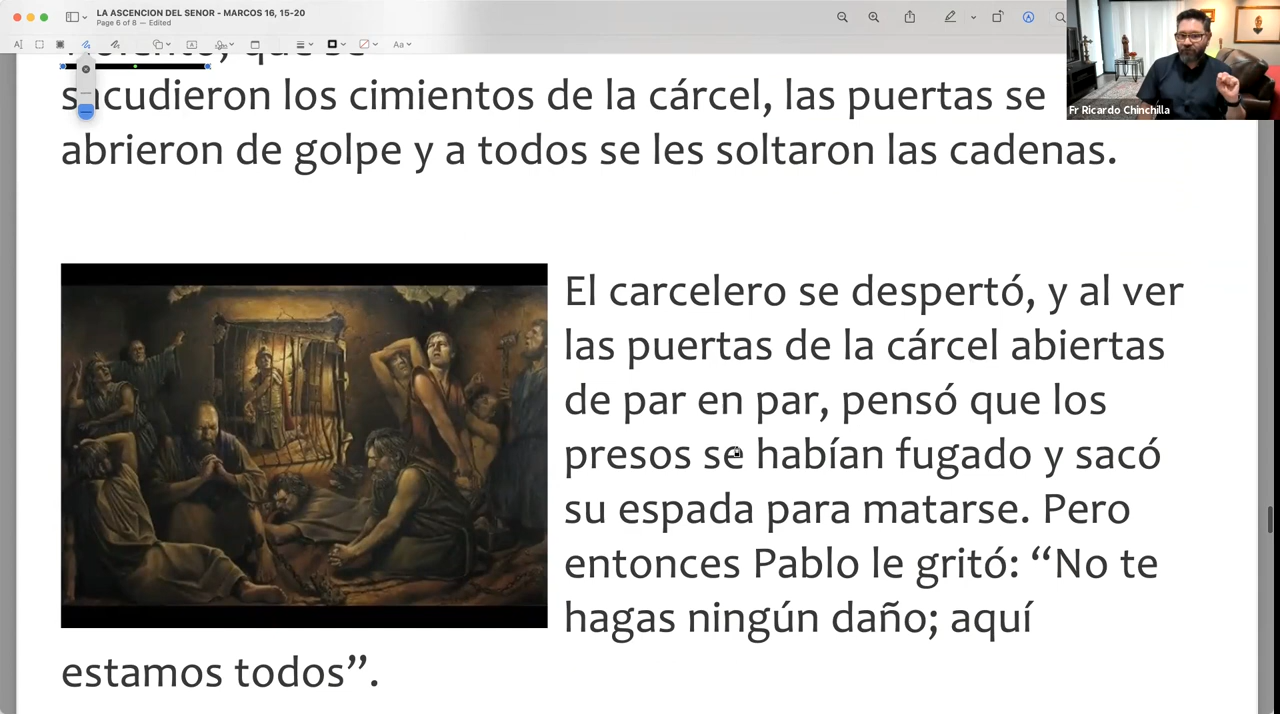 LA ASCENCION DEL SENOR - MARCOS 16, 15-20
Page 6 of 8 — Edited
Aa
Fr Ricardo Chinchilla
que se
sacudieron los cimientos de la cárcel, las puertas se
abrieron de golpe y a todos se les soltaron las cadenas.
El carcelero se despertó, y al ver
las puertas de la cárcel abiertas
de par en par, pensó que los
presos se habían fugado y sacó
su espada para matarse. Pero
entonces Pablo le gritó: “No te
hagas ningún daño; aquí
estamos todos”.